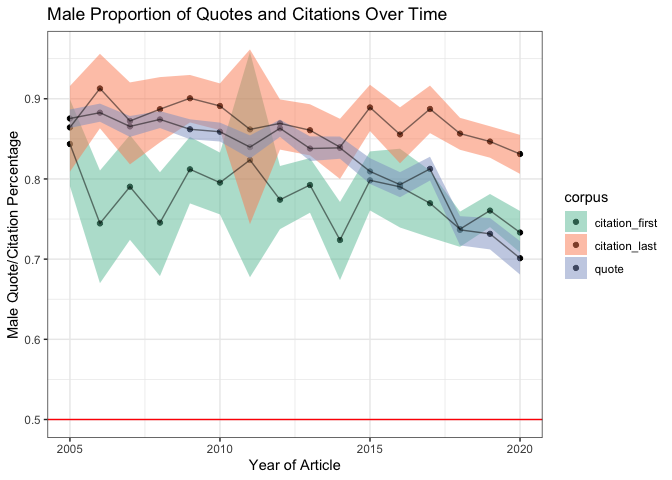 Male Proportion of Quotes and Citations Over Time
Male Quote/Citation Percentage
0.9
0.8
0.7
0.6
0.5
2005
2010
2015
2020
Year of Article
corpus
citation_first
citation_last
quote